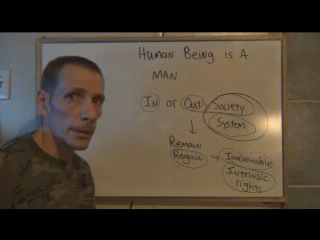 HUMAN BEING IS A
MAN
IN or Out Society
System
Remain
Regain → Inalienable
Intrinsic
rights